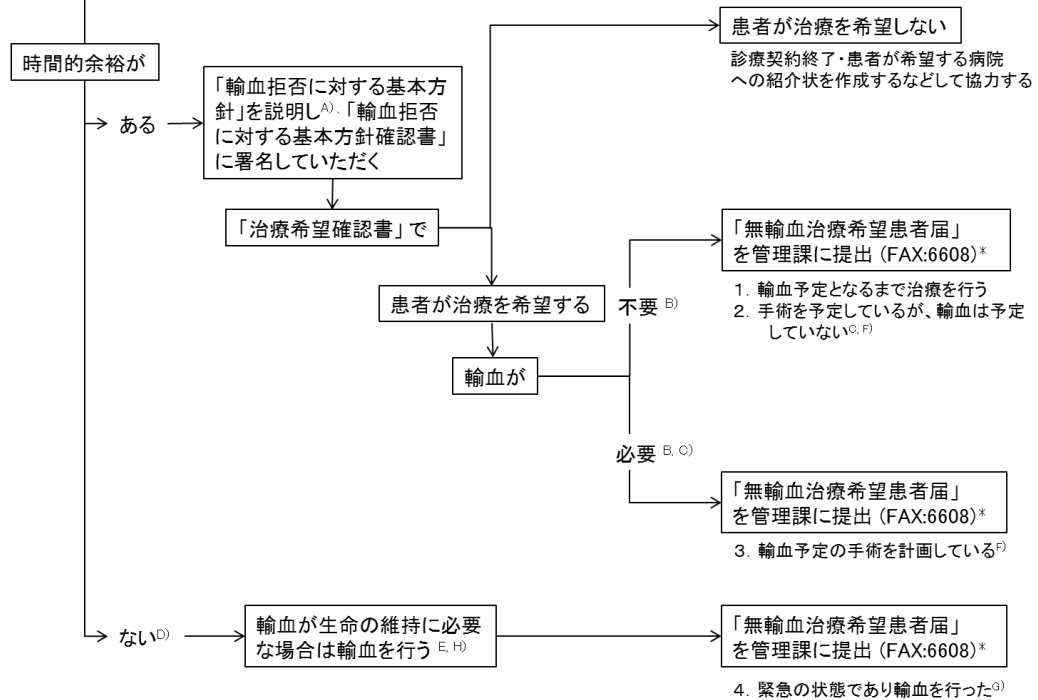 時間的余裕が
ある
「輸血拒否に対する基本方
針」を説明しA)、「輸血拒否
に対する基本方針確認書」
に署名していただく
「治療希望確認書」で
患者が治療を希望しない
診療契約終了・患者が希望する病院
への紹介状を作成するなどして協力する
患者が治療を希望する
輸血が
不要 B)
「無輸血治療希望患者届」
を管理課に提出 (FAX:6608)*
1. 輸血予定となるまで治療を行う
2. 手術を予定しているが、輸血は予定
していないC, F)
必要 B, C)
「無輸血治療希望患者届」
を管理課に提出 (FAX:6608)*
3. 輸血予定の手術を計画しているF)
ないD)
輸血が生命の維持に必要
な場合は輸血を行う E, H)
「無輸血治療希望患者届」
を管理課に提出 (FAX:6608)*
4. 緊急の状態であり輸血を行ったG)